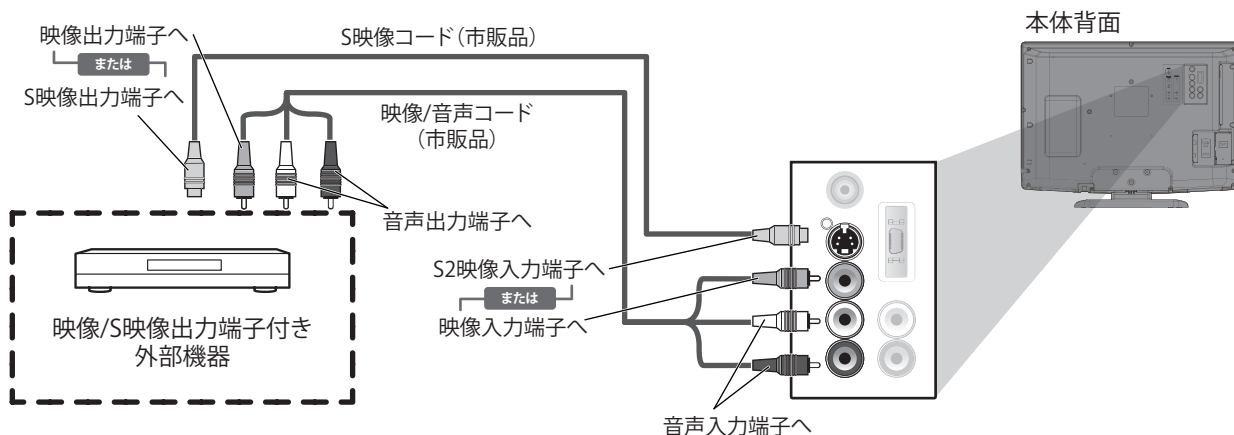 本体背面
映像出力端子へ
または
S映像出力端子へ
S映像コード（市販品）
映像/音声コード
（市販品）
音声出力端子へ
S2映像入力端子へ
または
映像入力端子へ
映像/S映像出力端子付き
外部機器
音声入力端子へ